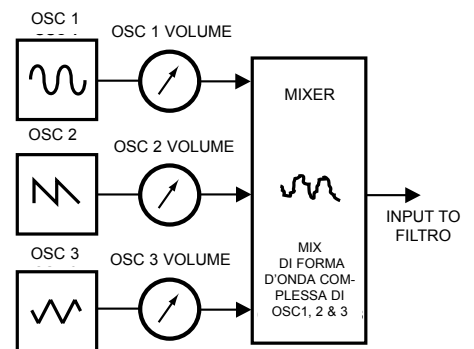 OSC 1
OSC 1 VOLUME
OSC 2
OSC 2 VOLUME
OSC 3
OSC 3 VOLUME
MIXER
MIX
DI FORMA
D'ONDA COM-
PLESSA DI
OSC1, 2 & 3
INPUT TO
FILTRO